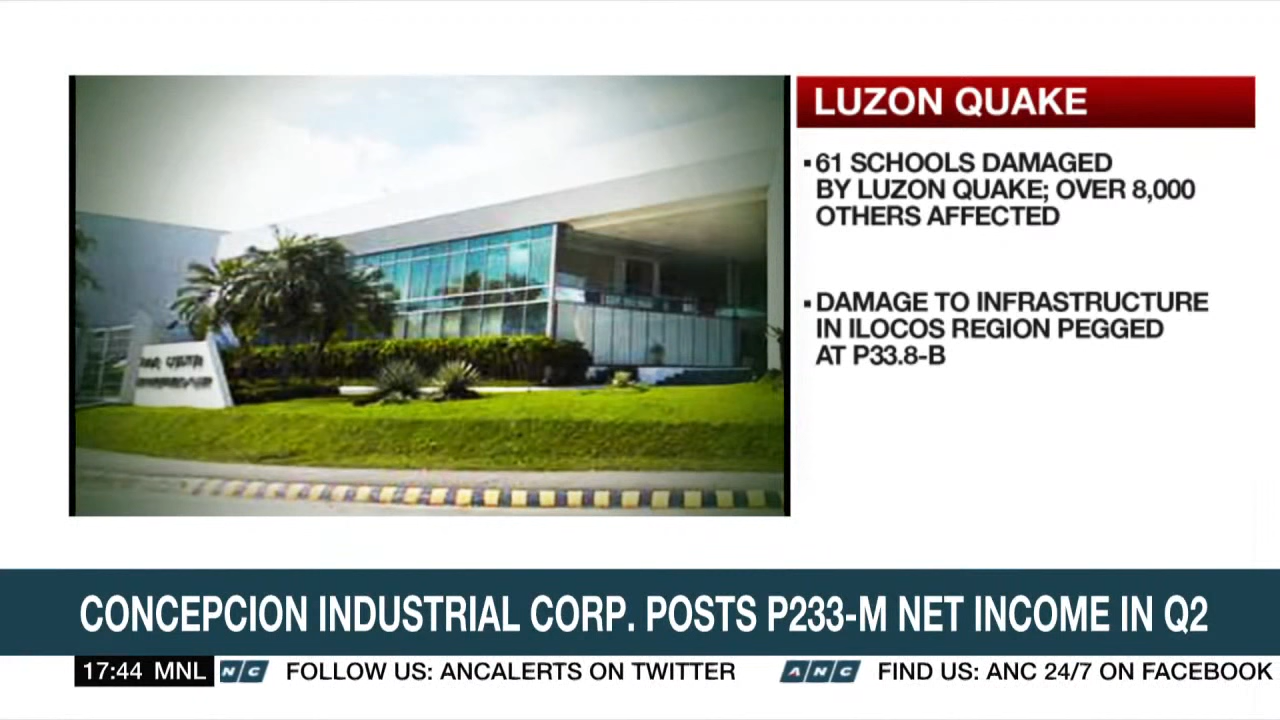 LUZON QUAKE
▪61 SCHOOLS DAMAGED
BY LUZON QUAKE; OVER 8,000
OTHERS AFFECTED
▪DAMAGE TO INFRASTRUCTURE
IN ILOCOS REGION PEGGED
AT P33.8-B
CONCEPCION INDUSTRIAL CORP. POSTS P233-M NET INCOME IN Q2
17:44 MNL NC FOLLOW US: ANCALERTS ON TWITTER ANC FIND US: ANC 24/7 ON FACEBOOK